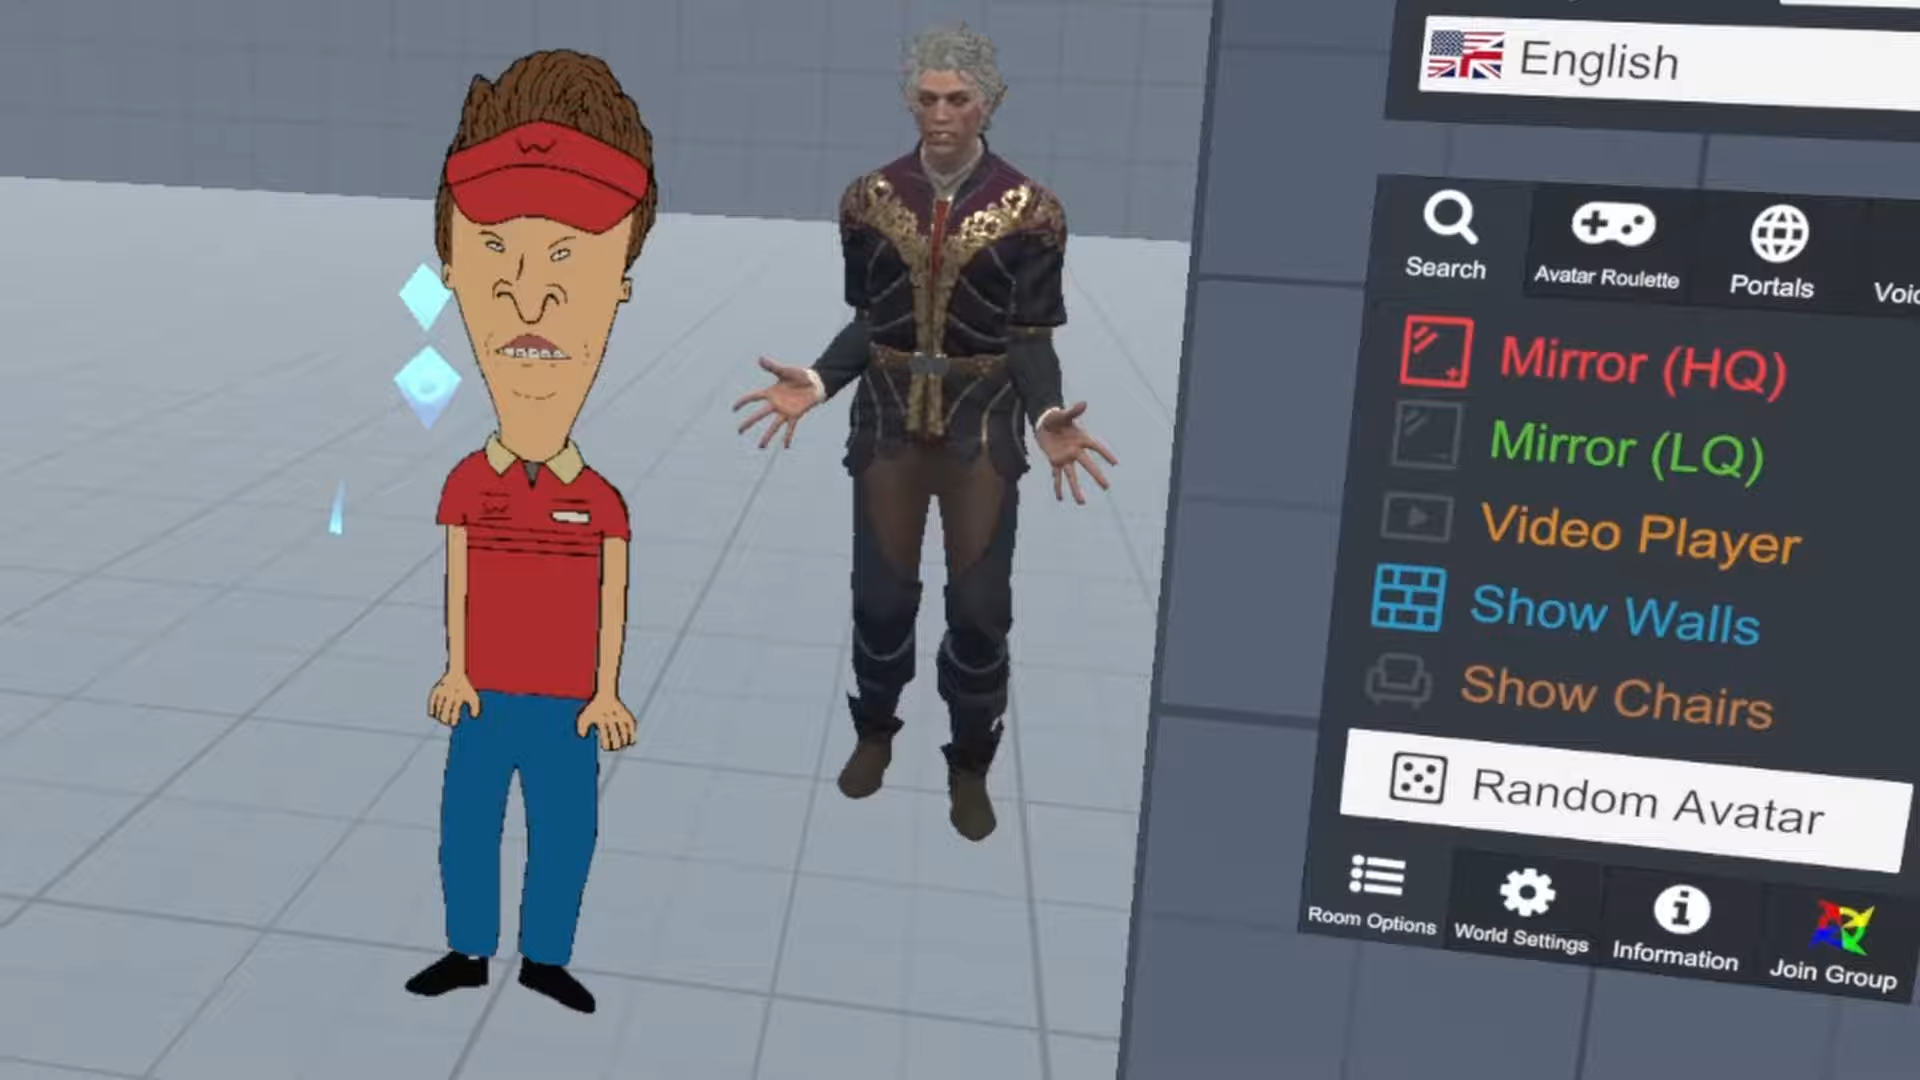 English
Search
Avatar Roulette
Portals
Mirror (HQ)
Mirror (LQ)
Video Player
Show Walls
Show Chairs
Random Avatar
Room Options
World Settings
Information
Join Group